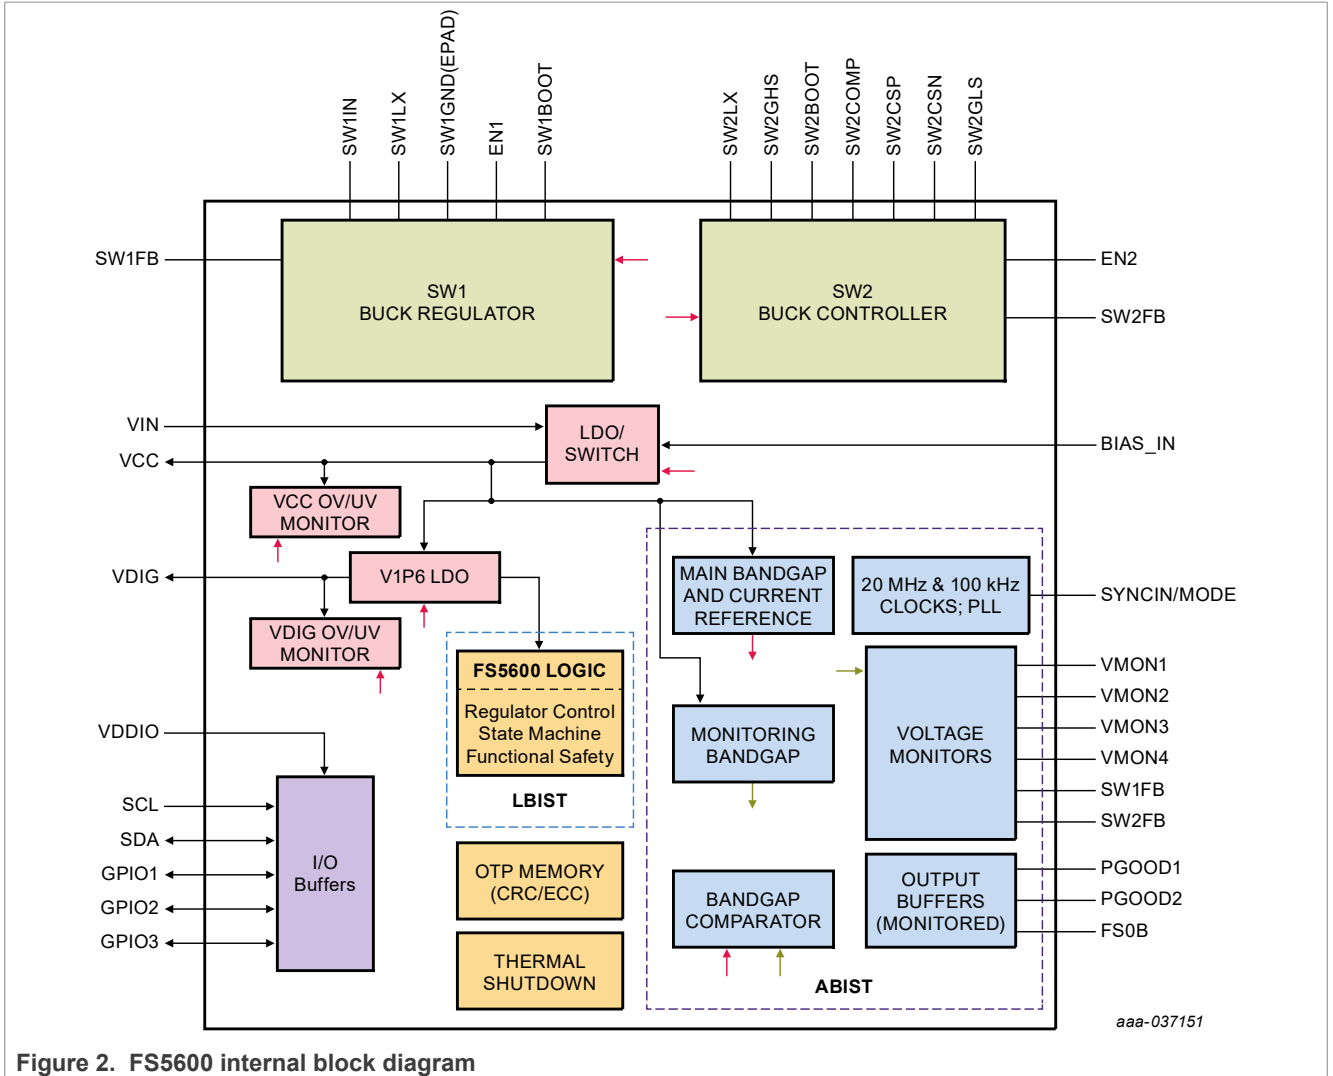 SW1IN
SW1LX
SW1GND(EPAD)
EN1
SW1BOOT
SW2LX
SW2GHS
SW2BOOT
SW2COMP
SW2CSP
SW2CSN
SW2GLS
SW1FB
SW1
BUCK REGULATOR
SW2
BUCK CONTROLLER
EN2
SW2FB
VIN
VCC
LDO/
SWITCH
BIAS_IN
VCC OV/UV
MONITOR
VDIG
V1P6 LDO
VDIG OV/UV
MONITOR
MAIN BANDGAP
AND CURRENT
REFERENCE
20 MHz & 100 kHz
CLOCKS; PLL
SYNCIN/MODE
FS5600 LOGIC
Regulator Control
State Machine
Functional Safety
LBIST
MONITORING
BANDGAP
VOLTAGE
MONITORS
VMON1
VMON2
VMON3
VMON4
SW1FB
SW2FB
VDDIO
SCL
SDA
GPIO1
GPIO2
GPIO3
I/O
Buffers
OTP MEMORY
(CRC/ECC)
THERMAL
SHUTDOWN
BANDGAP
COMPARATOR
OUTPUT
BUFFERS
(MONITORED)
PGOOD1
PGOOD2
FS0B
ABIST
aaa-037151
Figure 2. FS5600 internal block diagram